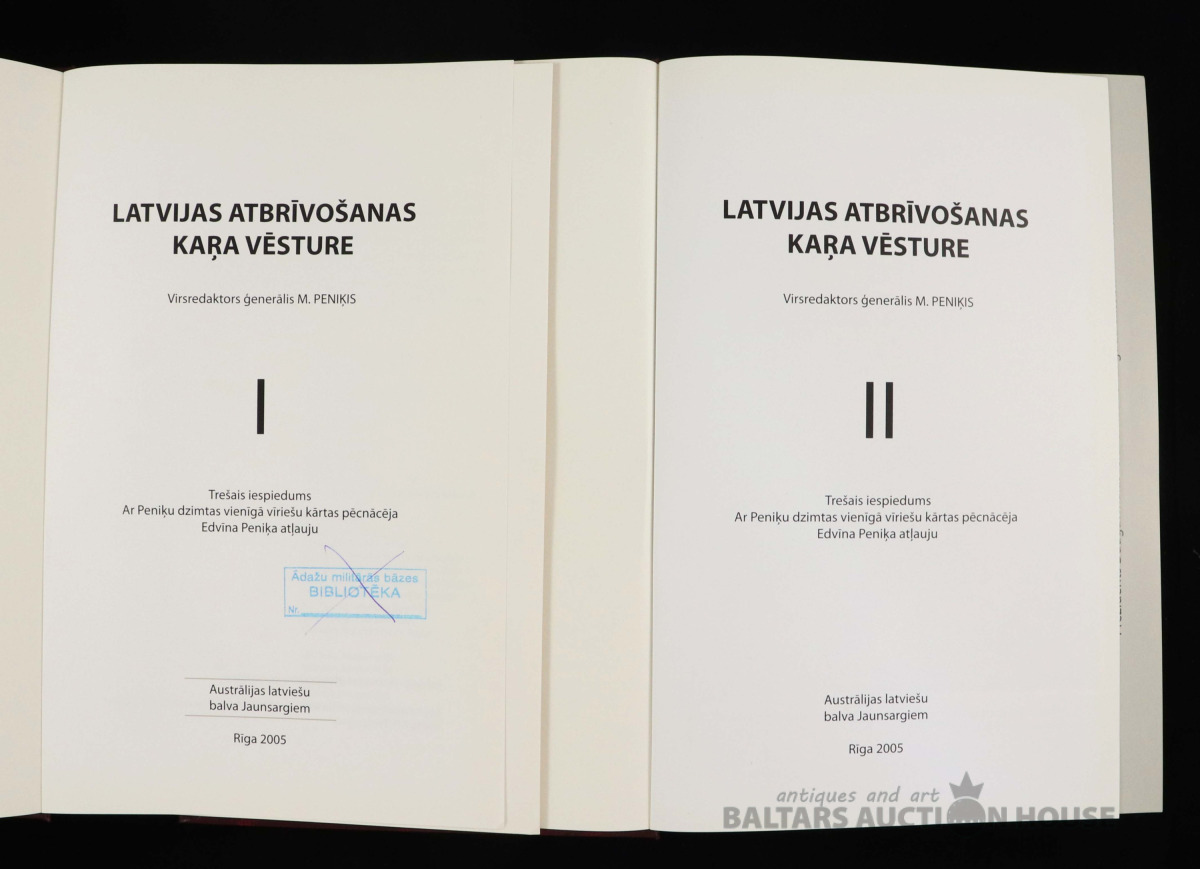 LATVIJAS ATBRĪVOŠANAS
KAŖA VĒSTURE
Virsredaktors ģenerālis M. PENIĶIS
I
Trešais iespiedums
Ar Peniķu dzimtas vienīgā vīriešu kārtas pēcnācēja
Edvīna Peniķa atļauju
Ādažu militārās bāzes
BIBLIOTĒKA
Nr.
Austrālijas latviešu
balva Jaunsargiem
Rīga 2005
LATVIJAS ATBRĪVOŠANAS
KAŖA VĒSTURE
Virsredaktors ģenerālis M. PENIĶIS
II
Trešais iespiedums
Ar Peniķu dzimtas vienīgā vīriešu kārtas pēcnācēja
Edvīna Peniķa atļauju
Austrālijas latviešu
balva Jaunsargiem
Rīga 2005
antiques and art
BALTARS AUCTION HOUSE